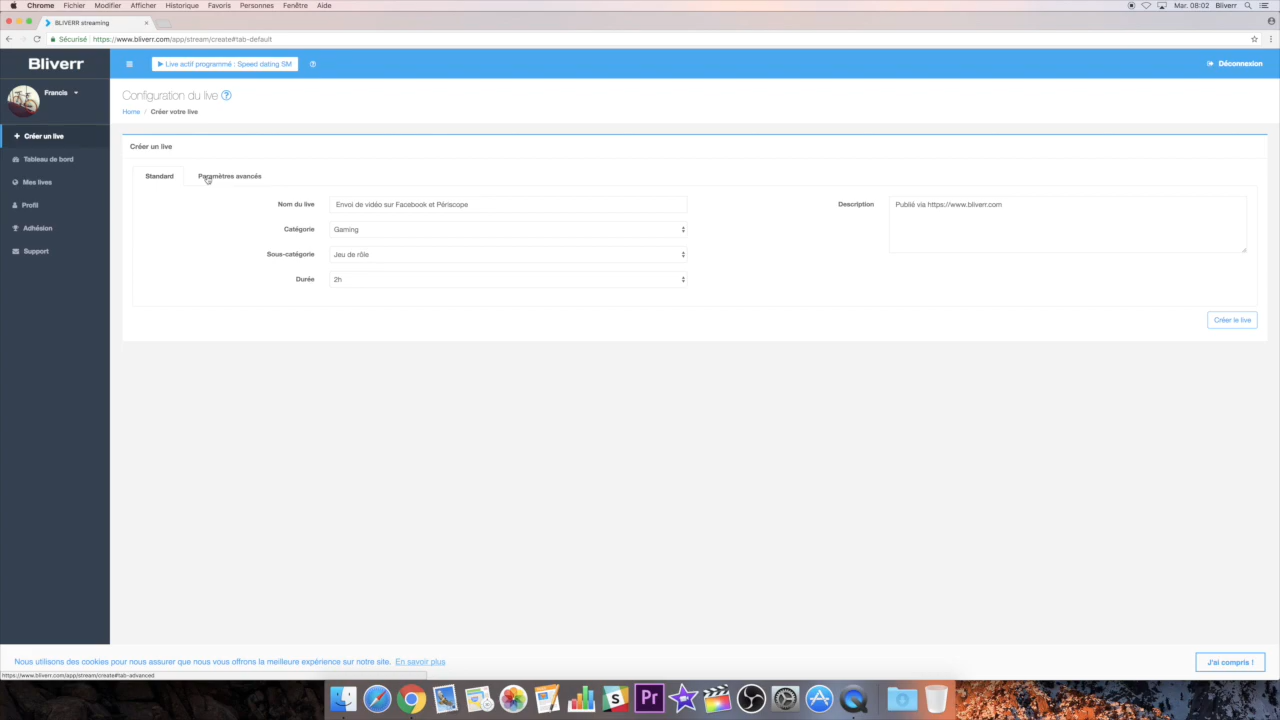 Chrome Fichier Modifier Afficher Historique Favoris Personnes Fenêtre Aide Mar. 08:02 Bliverr
BLIVERR streaming
Sécurisé https://www.bliverr.com/app/stream/create#tab-default
Bliverr
Live actif programmé : Speed dating SM
Déconnexion
Francis
Configuration du live ?
Home / Créer votre live
Créer un live
Tableau de bord
Mes lives
Profil
Adhésion
Support
Créer un live
Standard Paramètres avancés
Nom du live Envoi de vidéo sur Facebook et Périscope
Description Publié via https://www.bliverr.com
Catégorie Gaming
Sous-catégorie Jeu de rôle
Durée 2h
Créer le live
Nous utilisons des cookies pour nous assurer que nous vous offrons la meilleure expérience sur notre site. En savoir plus
J'ai compris !
https://www.bliverr.com/app/stream/create#tab-advanced
Pr